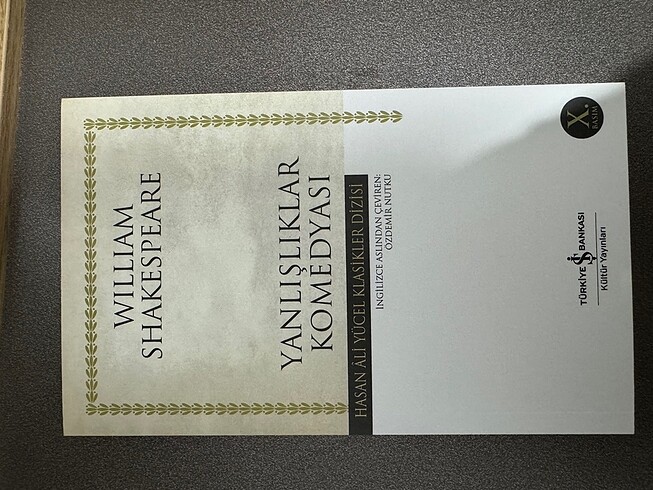 WILLIAM
SHAKESPEARE
YANLIŞLIKLAR
KOMEDYASI
HASAN ÂLİ YÜCEL KLASİKLER DİZİSİ
İNGİLİZCE ASLINDAN ÇEVİREN:
ÖZDEMİR NUTKU
TÜRKİYE İŞ BANKASI
Kültür Yayınları
X.
BASIM